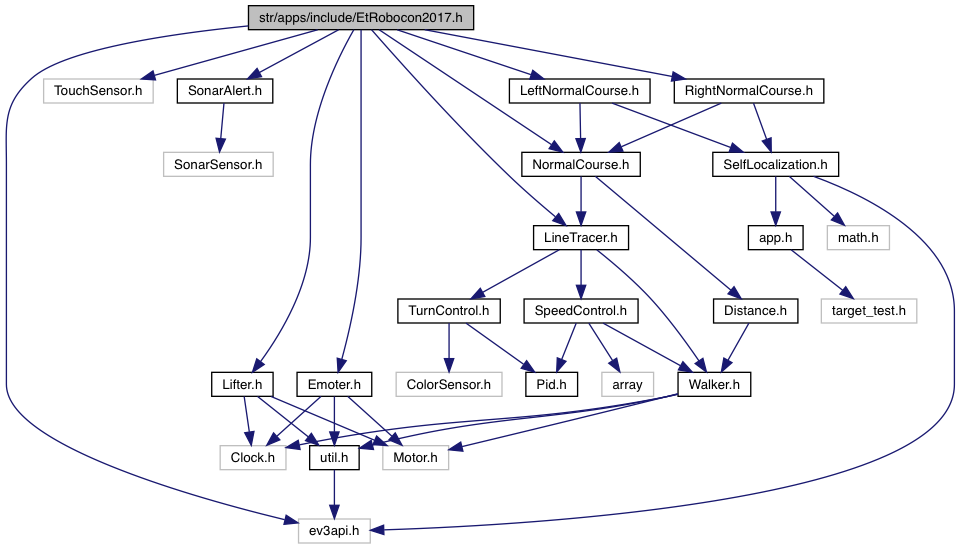 str/apps/include/EtRobocon2017.h
TouchSensor.h
SonarAlert.h
LeftNormalCourse.h
RightNormalCourse.h
SonarSensor.h
NormalCourse.h
SelfLocalization.h
LineTracer.h
app.h
math.h
TurnControl.h
SpeedControl.h
Distance.h
target_test.h
Lifter.h
Emoter.h
ColorSensor.h
Pid.h
array
Walker.h
Clock.h
util.h
Motor.h
ev3api.h